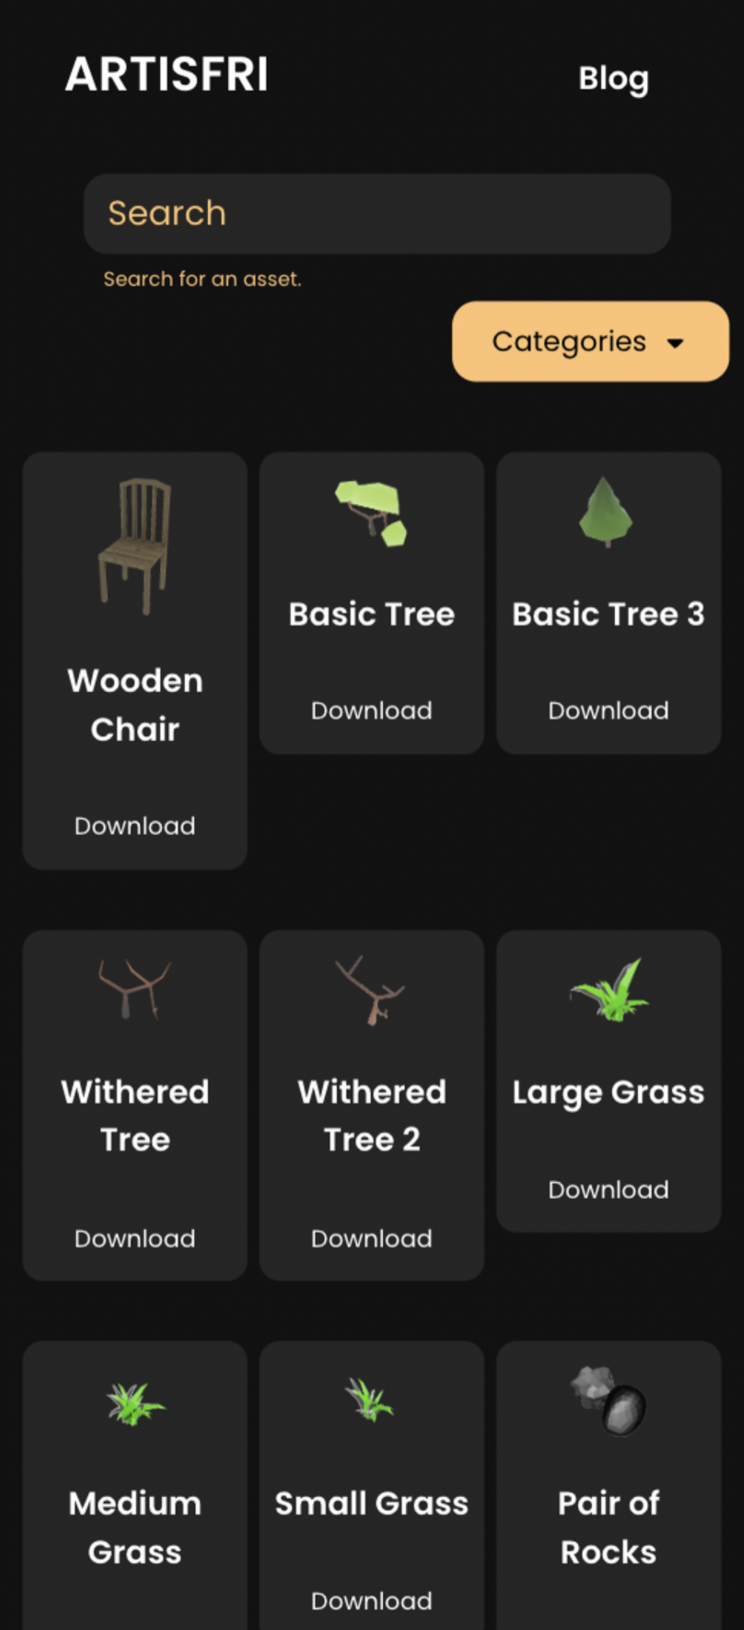 ARTISFRI
Blog
Search
Search for an asset.
Categories
Wooden
Chair
Download
Basic Tree
Download
Basic Tree 3
Download
Withered
Tree
Download
Withered
Tree 2
Download
Large Grass
Download
Medium
Grass
Small Grass
Download
Pair of
Rocks